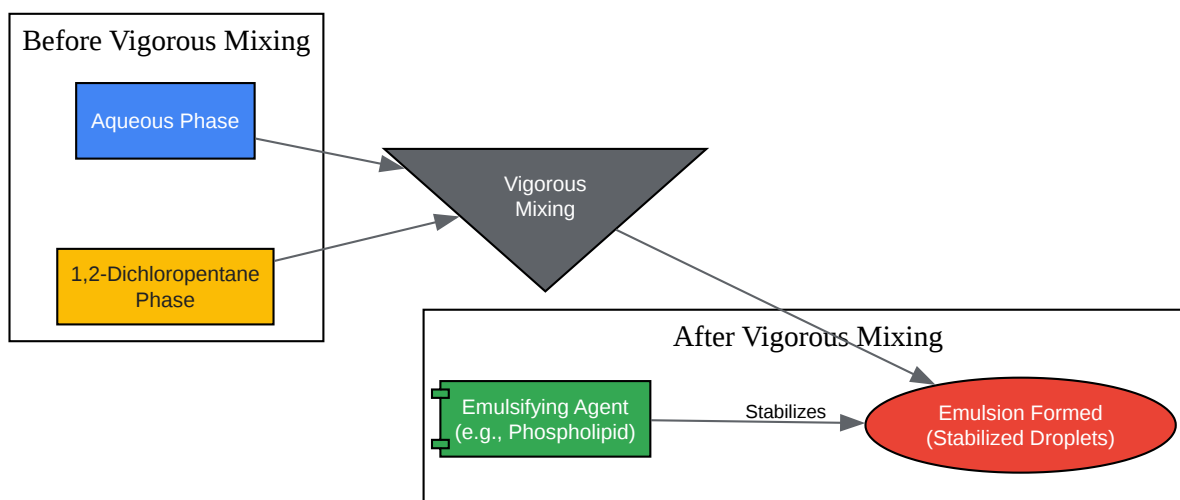 Before Vigorous Mixing
Aqueous Phase
1,2-Dichloropentane
Phase
Vigorous
Mixing
After Vigorous Mixing
Emulsifying Agent
(e.g., Phospholipid)
Stabilizes
Emulsion Formed
(Stabilized Droplets)